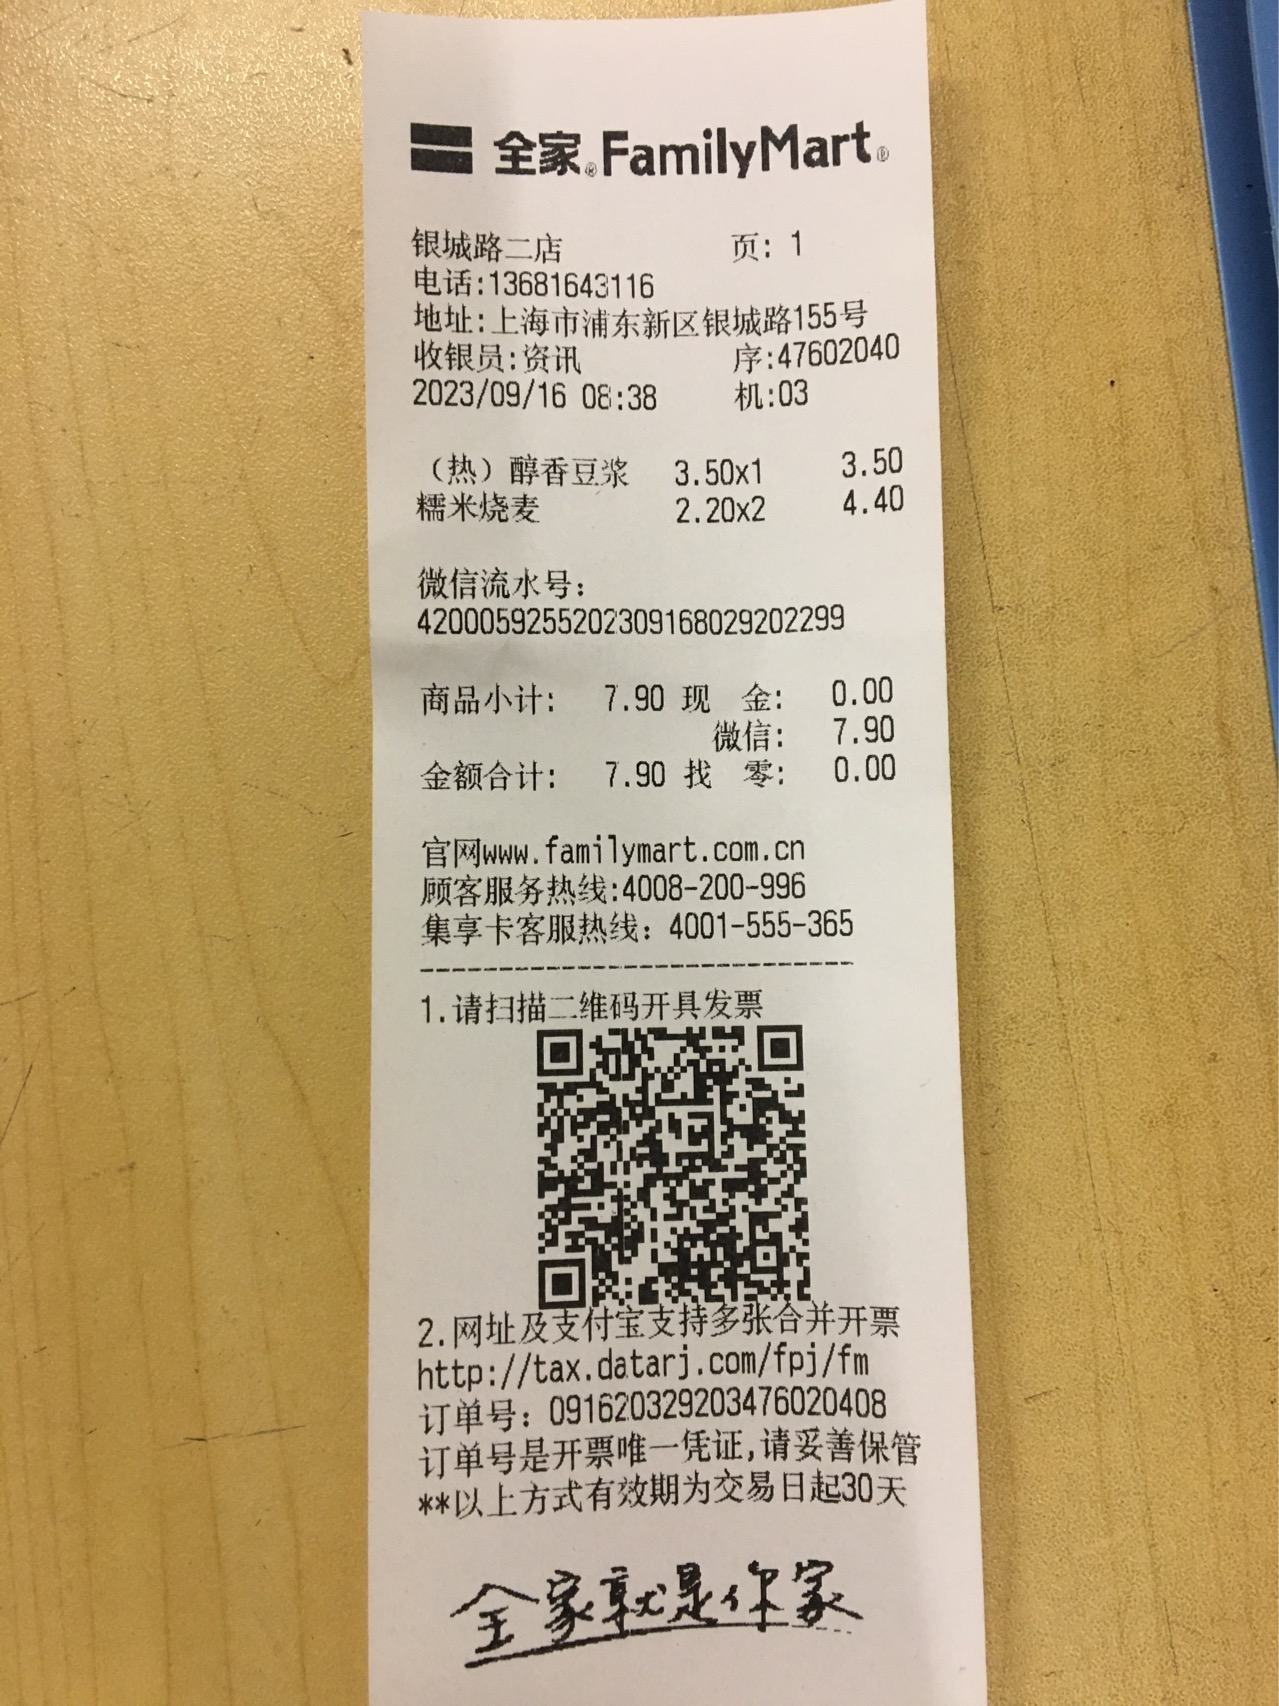 全家® FamilyMart®
银城路二店 页: 1
电话:13681643116
地址:上海市浦东新区银城路155号
收银员:资讯 序:47602040
2023/09/16 08:38 机:03
（热）醇香豆浆 3.50x1 3.50
糯米烧麦 2.20x2 4.40
微信流水号:
4200059255202309168029202299
商品小计: 7.90 现 金: 0.00
微信: 7.90
金额合计: 7.90 找 零: 0.00
官网www.familymart.com.cn
顾客服务热线:4008-200-996
集享卡客服热线: 4001-555-365
1.请扫描二维码开具发票
2.网址及支付宝支持多张合并开票
http://tax.datarj.com/fpj/fm
订单号: 091620329203476020408
订单号是开票唯一凭证,请妥善保管
**以上方式有效期为交易日起30天
全家就是你家